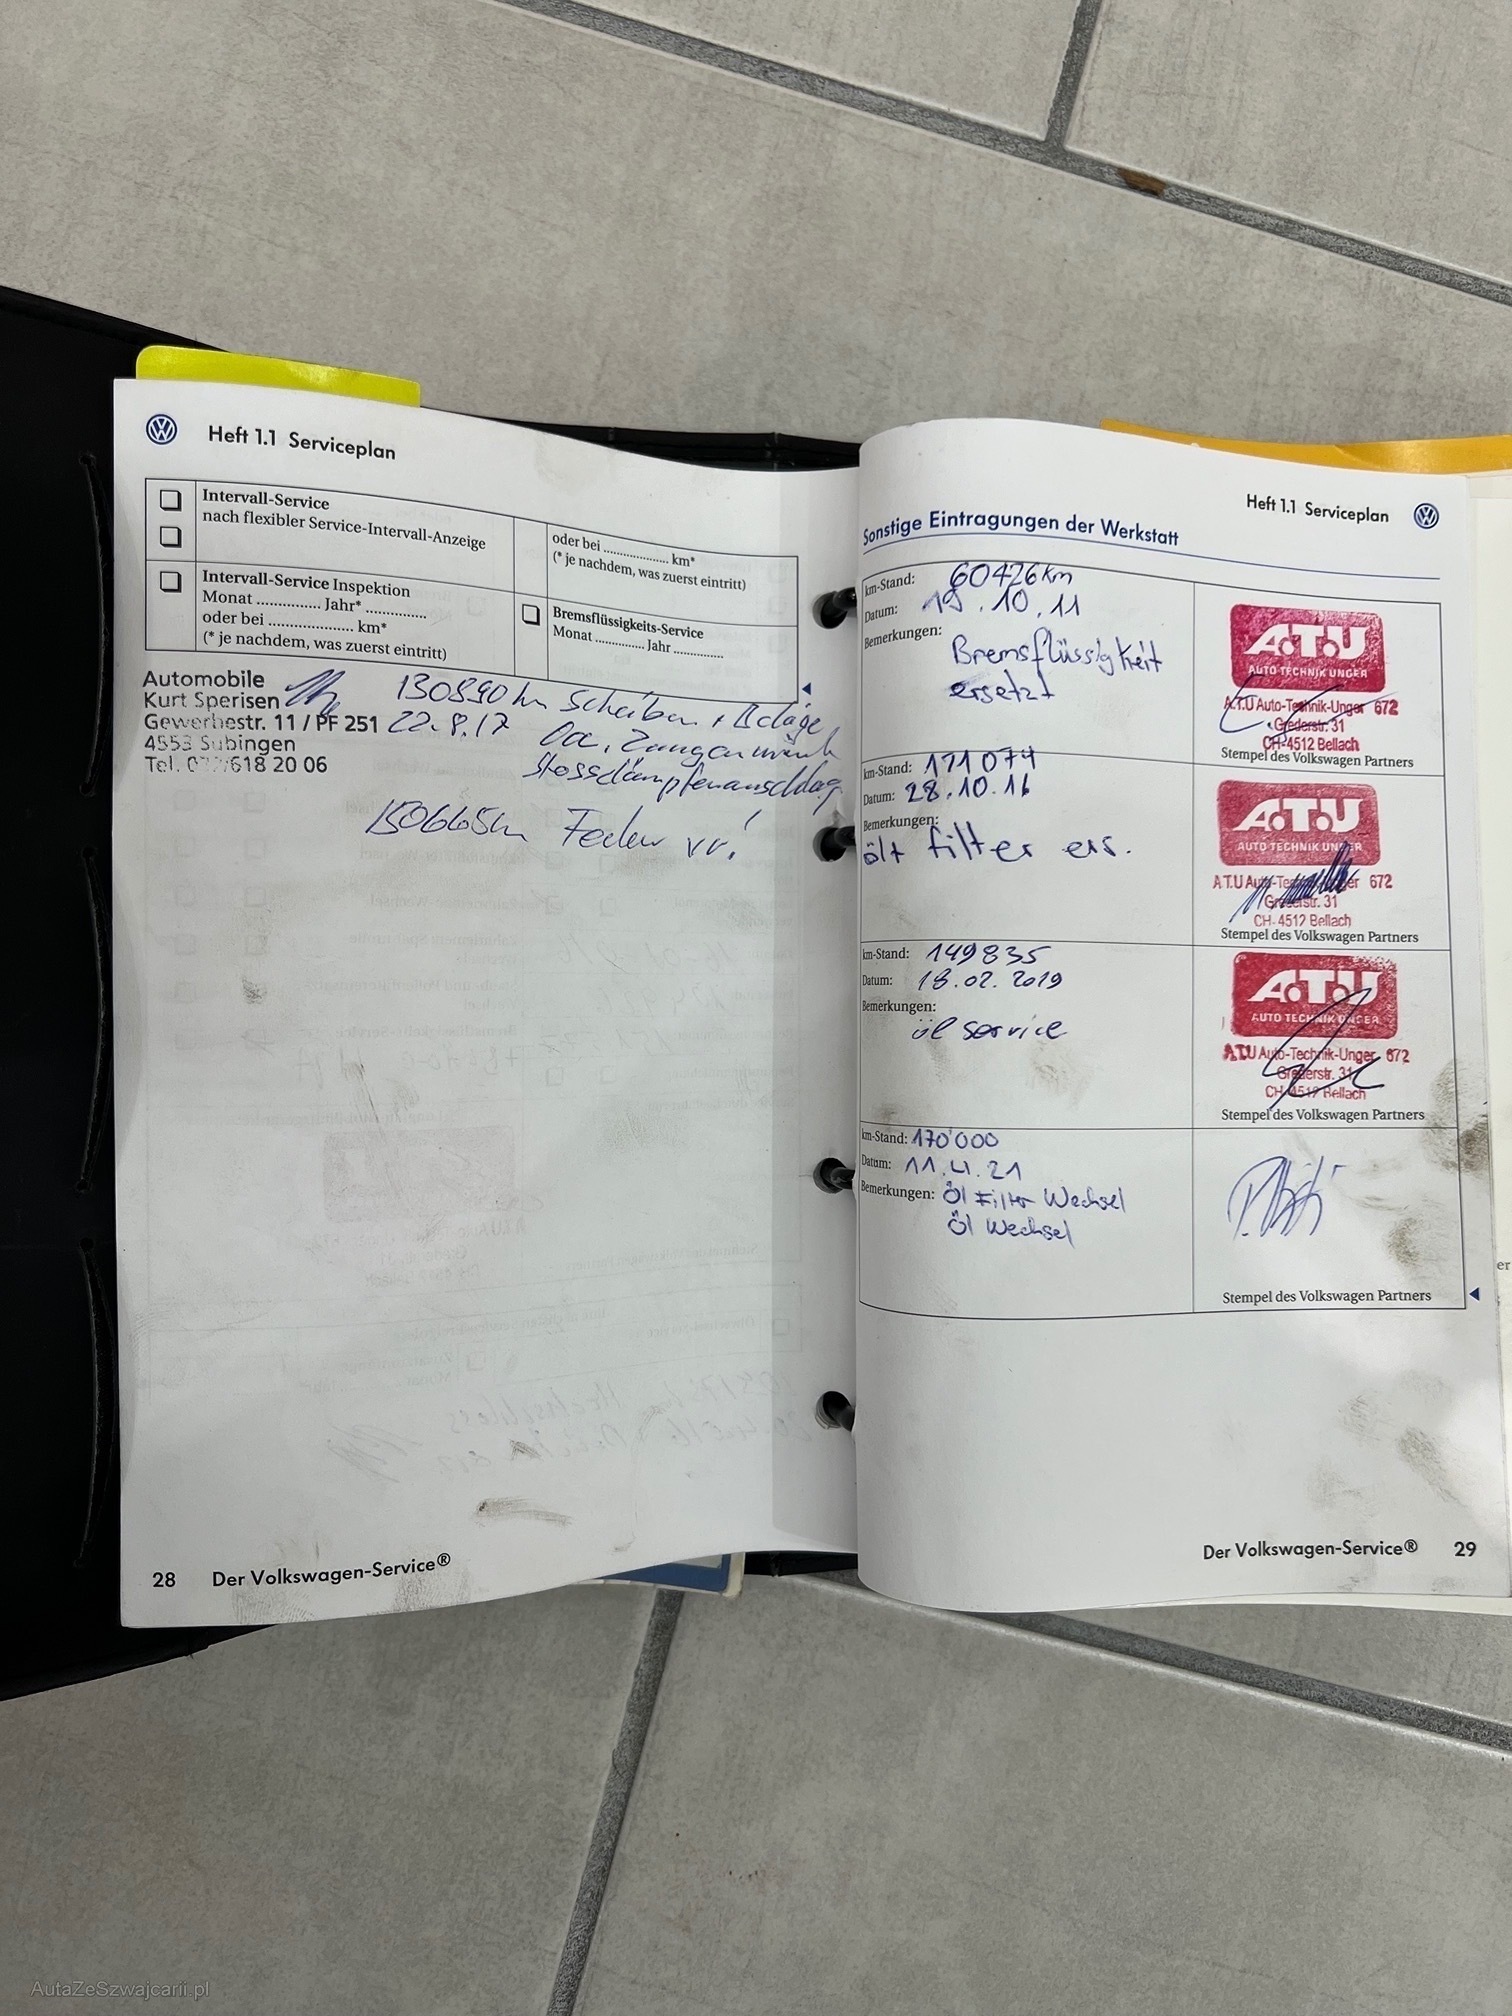 Heft 1.1 Serviceplan
Intervall-Service
nach flexibler Service-Intervall-Anzeige
oder bei .................... km*
(* je nachdem, was zuerst eintritt)
Intervall-Service Inspektion
Monat ............... Jahr* ..............
oder bei .................... km*
(* je nachdem, was zuerst eintritt)
Bremsflüssigkeits-Service
Monat ............ Jahr ............
Automobile
Kurt Sperisen
Gewerbestr. 11 / PF 251
4553 Subingen
618 20 06
130890 km Scheiben + Beläge
22.8.17
Stossdämpferanschlag
150665km Federn vr!
28 Der Volkswagen-Service®
Heft 1.1 Serviceplan
Sonstige Eintragungen der Werkstatt
km-Stand: 60426 Km
Datum: 19.10.11
Bemerkungen:
Bremsflüssigkeit
ersetzt
A.T.U
AUTO TECHNIK UNGER
A.T.U Auto-Technik-Unger 672
Grederstr. 31
CH-4512 Bellach
Stempel des Volkswagen Partners
km-Stand: 121074
Datum: 28.10.16
Bemerkungen:
öl+ filter ers.
A.T.U
AUTO TECHNIK UNGER
A.T.U Auto-Technik-Unger 672
Grederstr. 31
CH-4512 Bellach
Stempel des Volkswagen Partners
km-Stand: 149835
Datum: 18.02.2019
Bemerkungen:
öl service
A.T.U
AUTO TECHNIK UNGER
A.T.U Auto-Technik-Unger 672
Grederstr. 31
CH-4512 Bellach
Stempel des Volkswagen Partners
km-Stand: 170'000
Datum: 11.4.21
Bemerkungen: Öl Filter Wechsel
Öl Wechsel
Stempel des Volkswagen Partners
Der Volkswagen-Service® 29
AutaZeSzwajcarii.pl